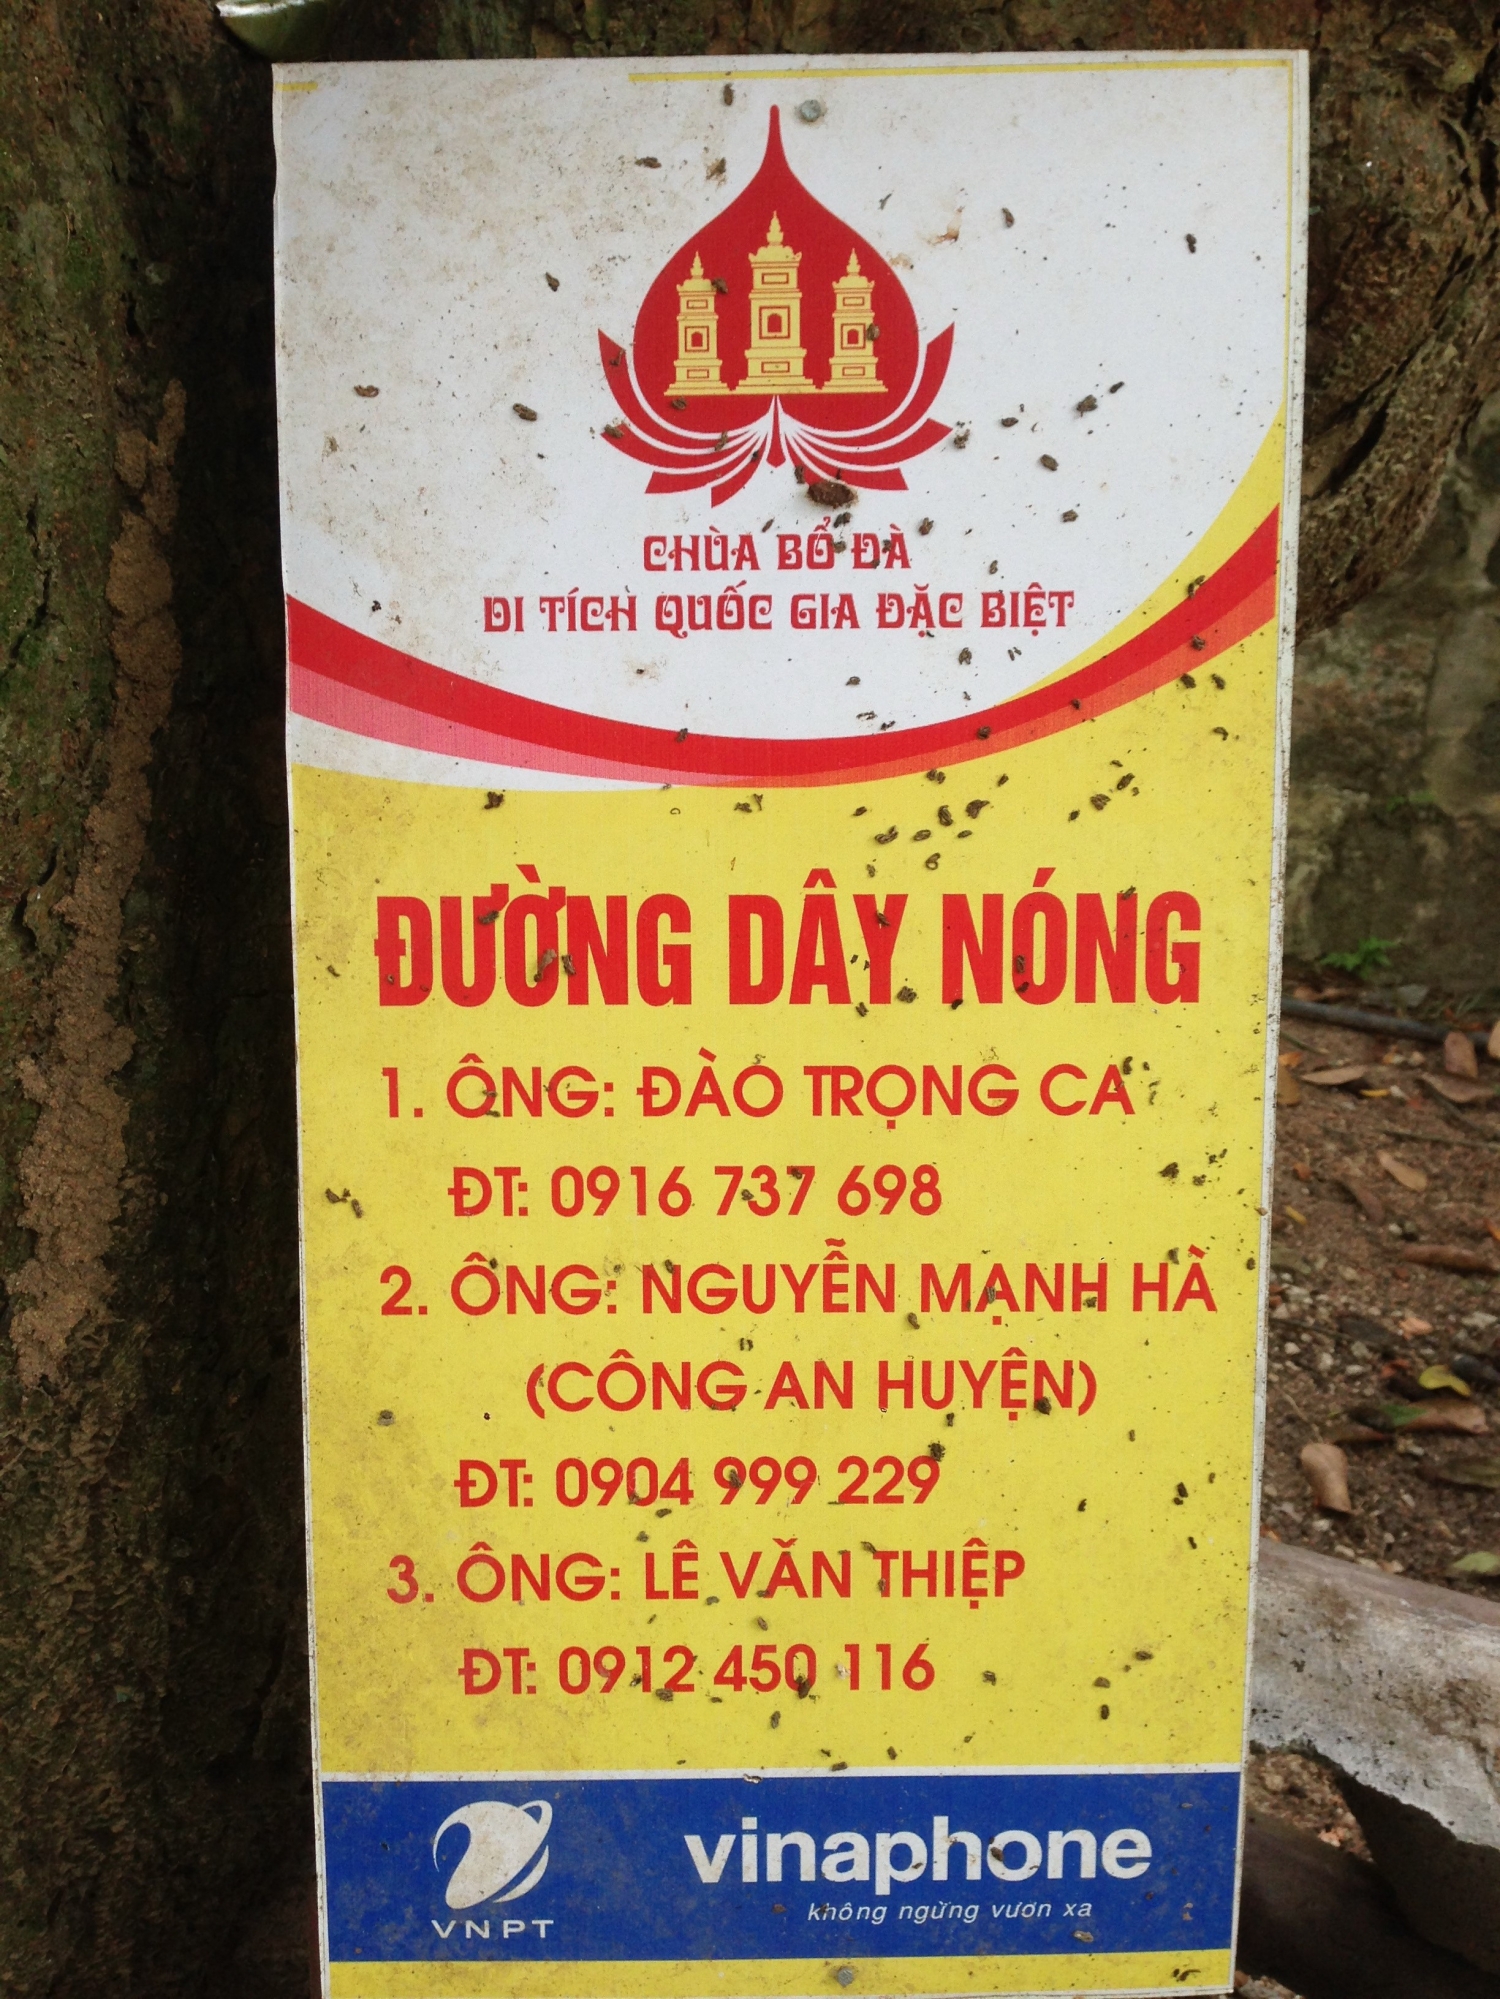 CHÙA BỔ ĐÀ
DI TÍCH QUỐC GIA ĐẶC BIỆT
ĐƯỜNG DÂY NÓNG
1. ÔNG: ĐÀO TRỌNG CA
ĐT: 0916 737 698
2. ÔNG: NGUYỄN MẠNH HÀ
(CÔNG AN HUYỆN)
ĐT: 0904 999 229
3. ÔNG: LÊ VĂN THIỆP
ĐT: 0912 450 116
vinaphone
không ngừng vươn xa
VNPT